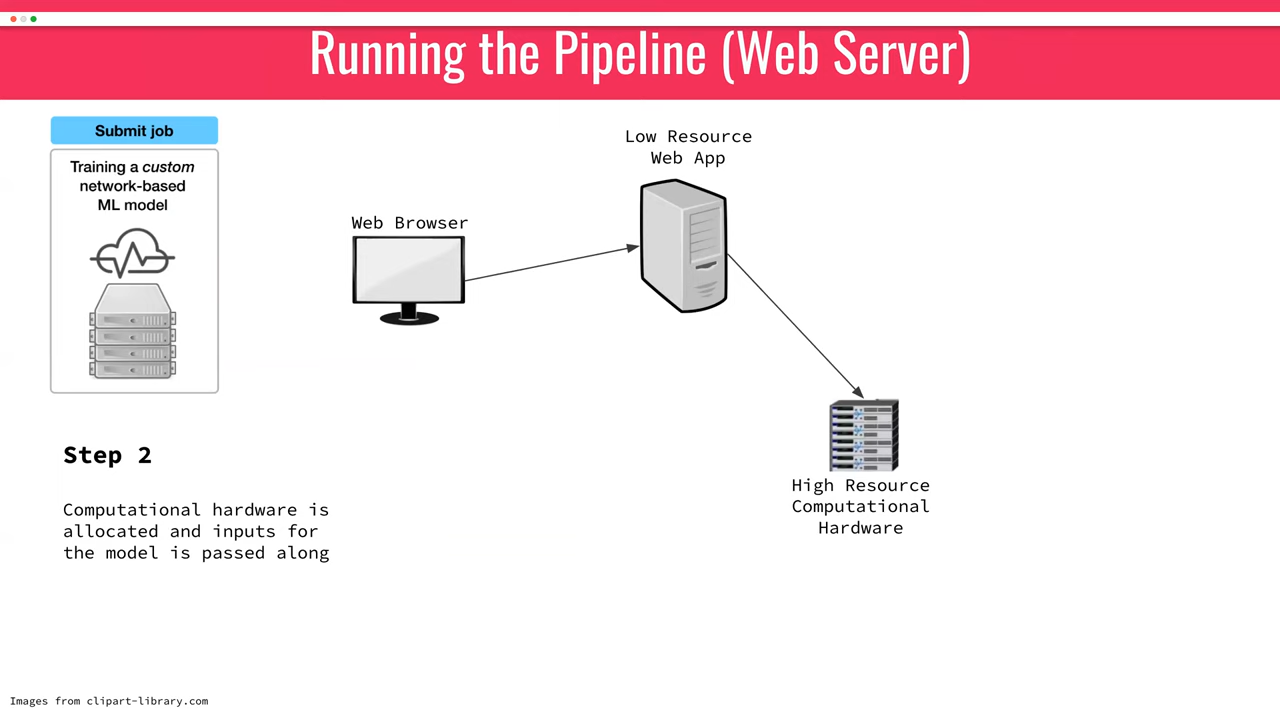 Running the Pipeline (Web Server)
Submit job
Training a custom
network-based
ML model
Web Browser
Low Resource
Web App
High Resource
Computational
Hardware
Step 2
Computational hardware is
allocated and inputs for
the model is passed along
Images from clipart-library.com